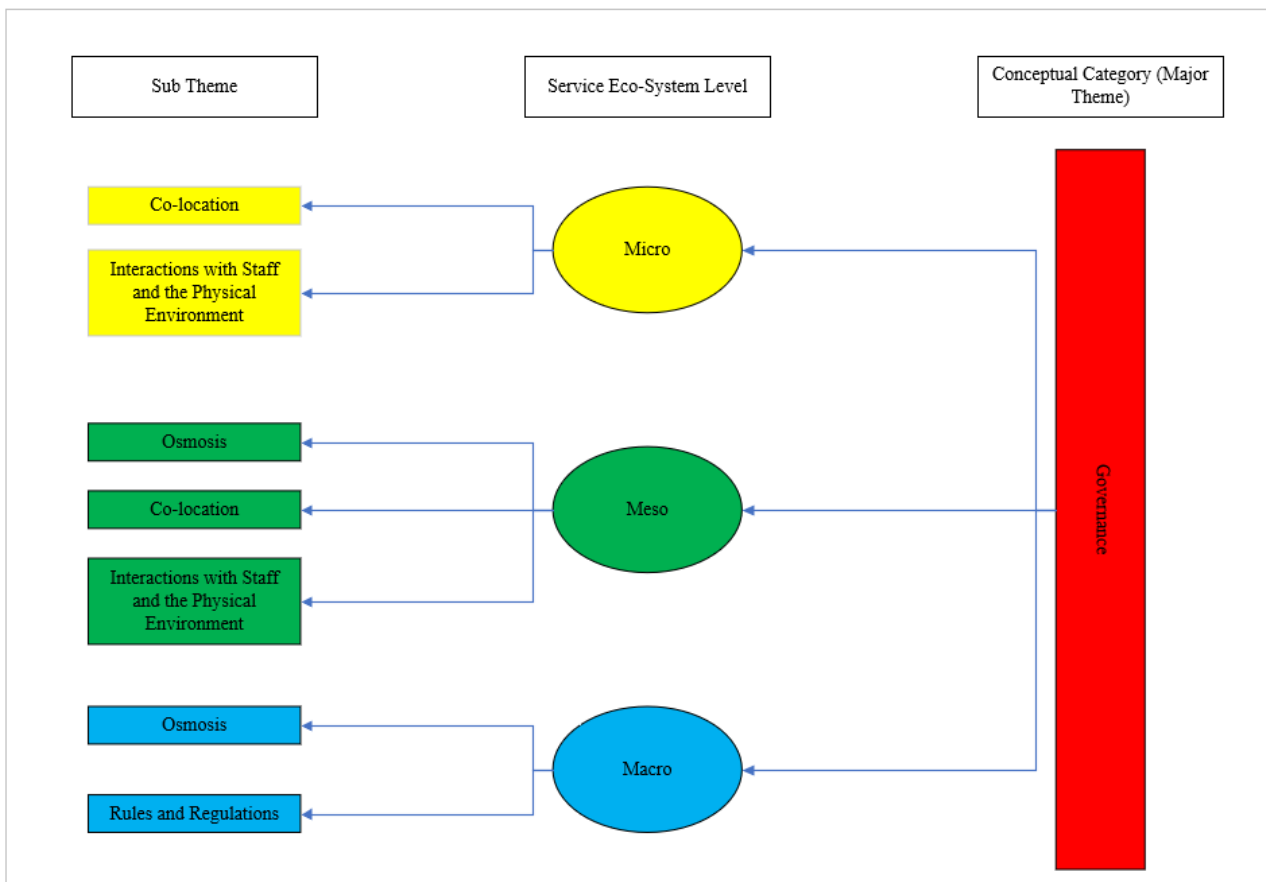 Sub Theme
Service Eco-System Level
Conceptual Category (Major
Theme)
Co-location
Interactions with Staff
and the Physical
Environment
Micro
Osmosis
Co-location
Interactions with Staff
and the Physical
Environment
Meso
Osmosis
Rules and Regulations
Macro
Governance